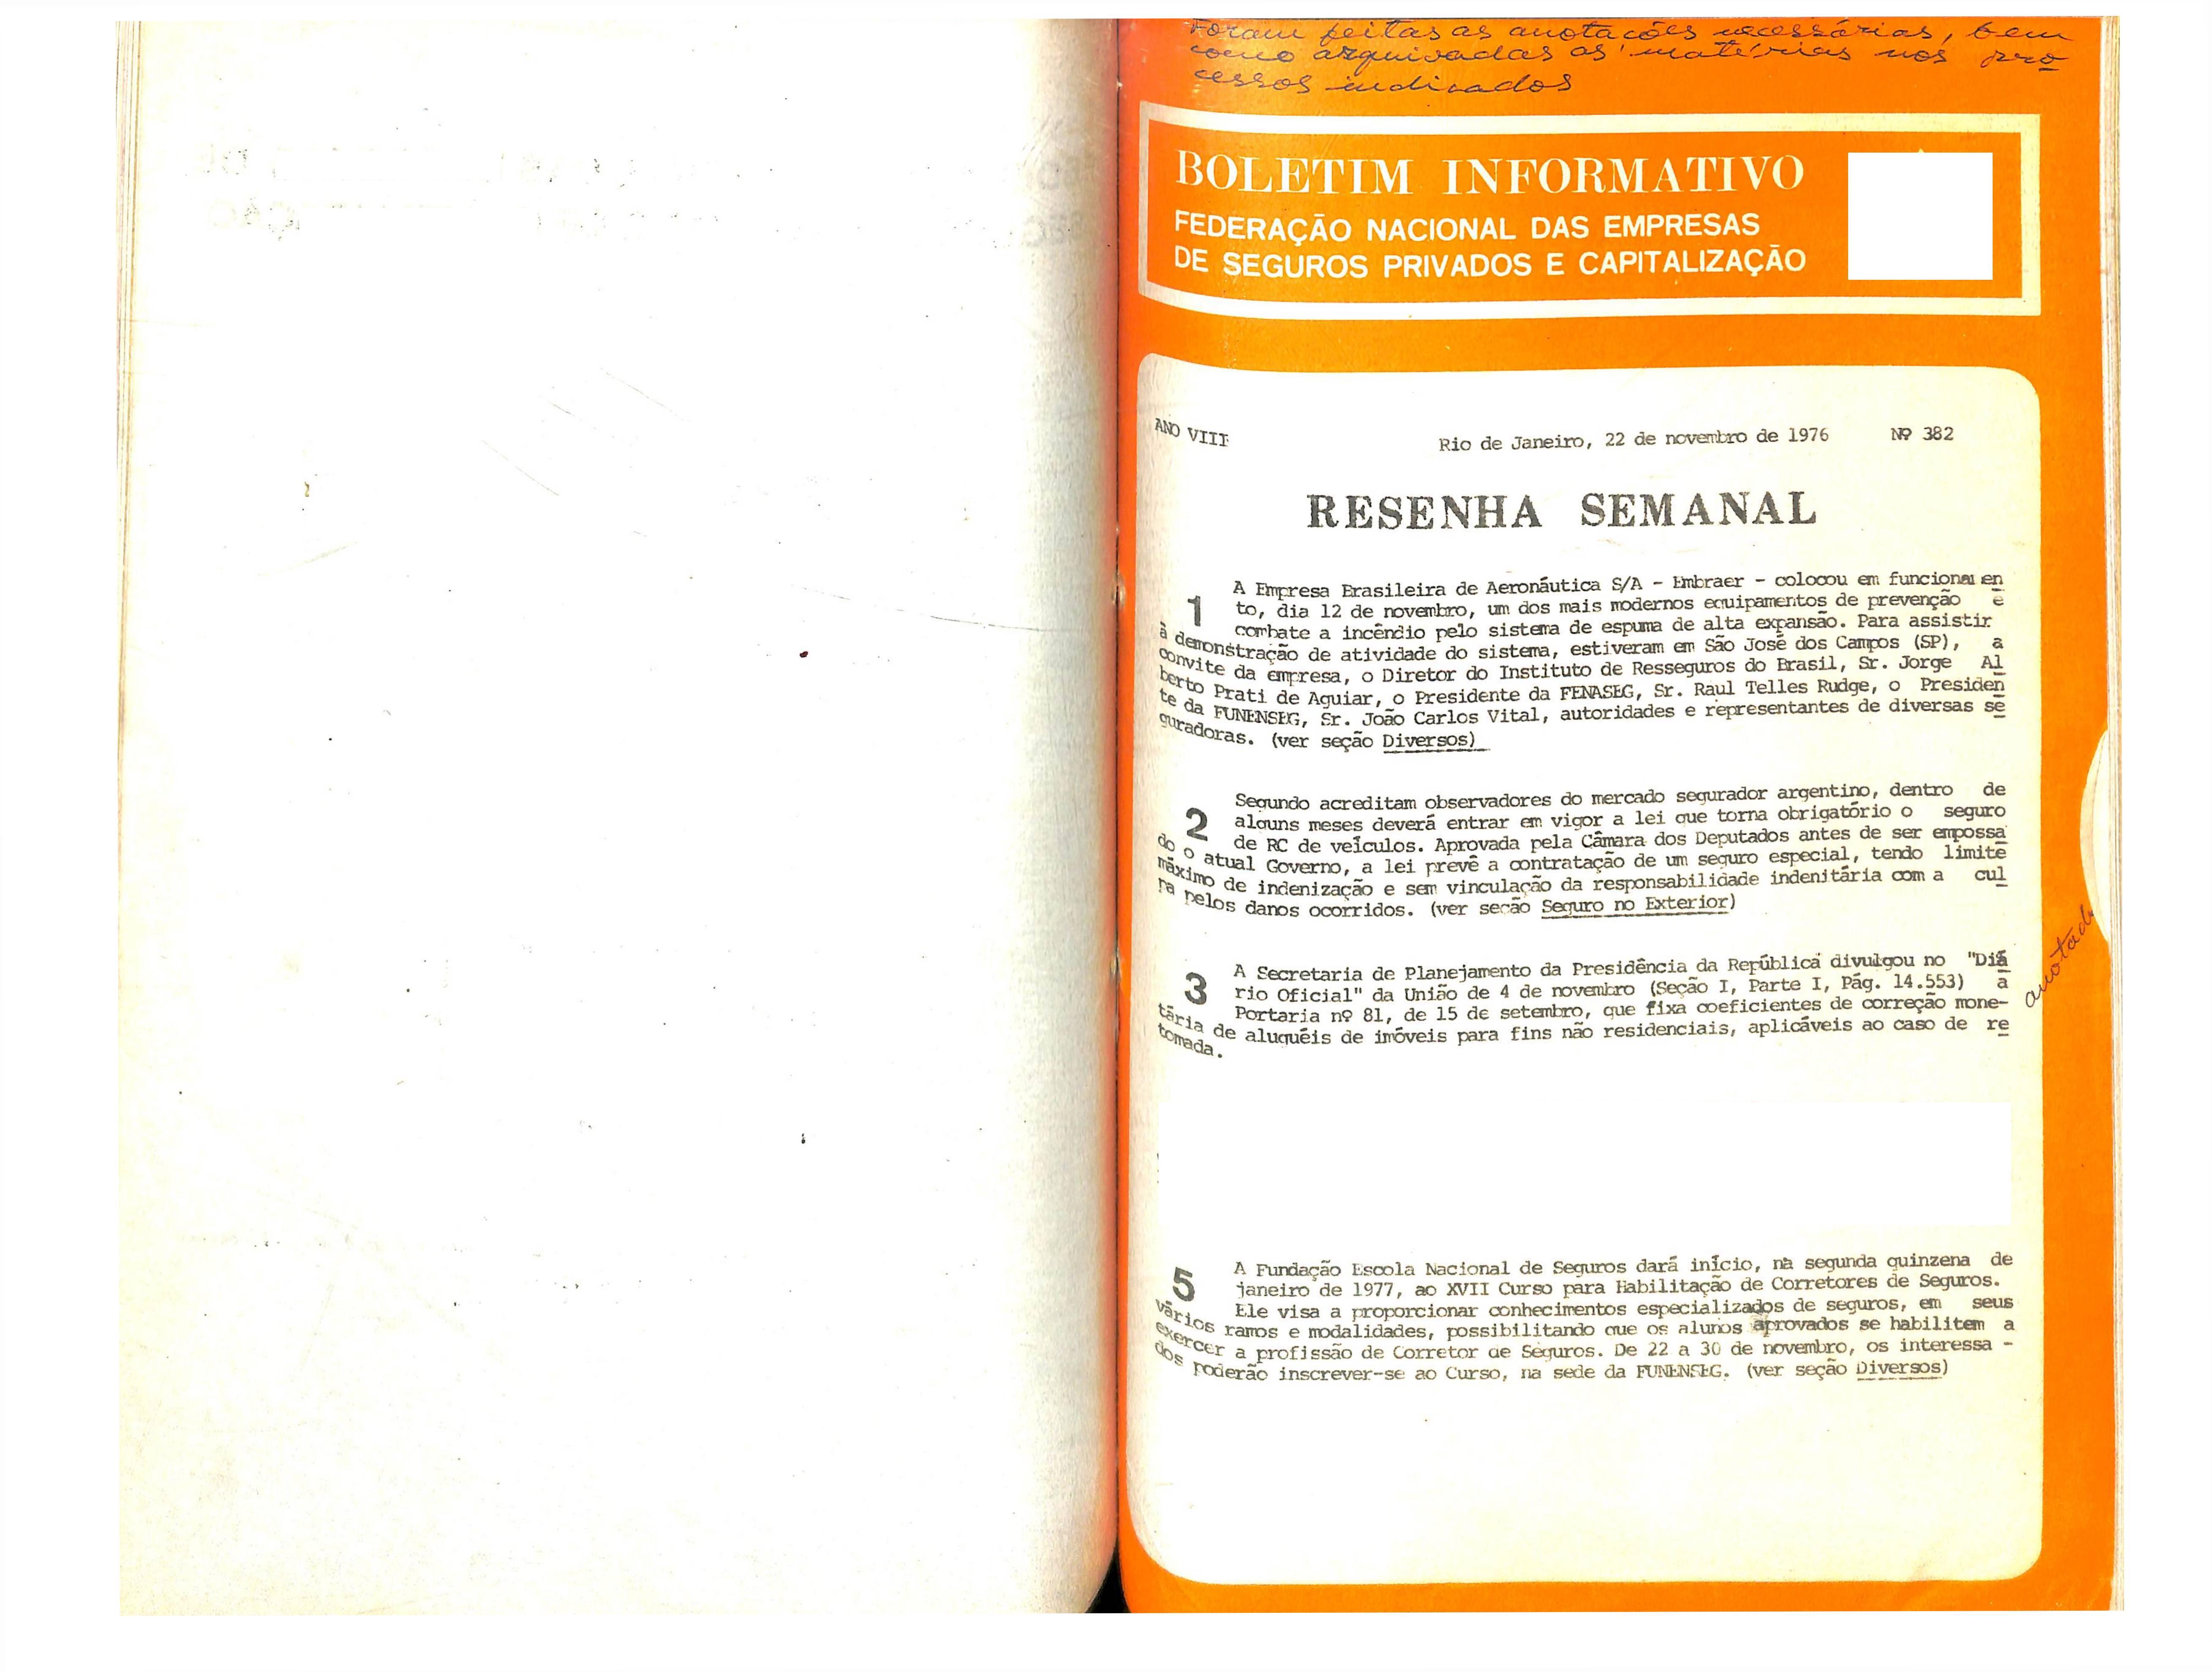 Foram feitas as anotações necessárias, bem
como arquivadas as matérias nos pro
cessos indicados
BOLETIM INFORMATIVO
FEDERAÇÃO NACIONAL DAS EMPRESAS
DE SEGUROS PRIVADOS E CAPITALIZAÇÃO
ANO VIII
Rio de Janeiro, 22 de novembro de 1976 Nº 382
RESENHA SEMANAL
1 A Empresa Brasileira de Aeronáutica S/A - Embraer - colocou em funcionamen
to, dia 12 de novembro, um dos mais modernos equipamentos de prevenção e
combate a incêndio pelo sistema de espuma de alta expansão. Para assistir
à demonstração de atividade do sistema, estiveram em São José dos Campos (SP), a
convite da empresa, o Diretor do Instituto de Resseguros do Brasil, Sr. Jorge Al
berto Prati de Aguiar, o Presidente da FENASEG, Sr. Raul Telles Rudge, o Presiden
te da FUNENSEG, Sr. João Carlos Vital, autoridades e representantes de diversas se
guradoras. (ver seção Diversos)
2 Segundo acreditam observadores do mercado segurador argentino, dentro de
alguns meses deverá entrar em vigor a lei que torna obrigatório o seguro
de RC de veículos. Aprovada pela Câmara dos Deputados antes de ser empossa
do o atual Governo, a lei prevê a contratação de um seguro especial, tendo limite
máximo de indenização e sem vinculação da responsabilidade indenitária com a cul
pa pelos danos ocorridos. (ver seção Seguro no Exterior)
3 A Secretaria de Planejamento da Presidência da República divulgou no "Diá
rio Oficial" da União de 4 de novembro (Seção I, Parte I, Pág. 14.553) a
Portaria nº 81, de 15 de setembro, que fixa coeficientes de correção mone-
tária de aluguéis de imóveis para fins não residenciais, aplicáveis ao caso de re
tomada.
anotado
5 A Fundação Escola Nacional de Seguros dará início, na segunda quinzena de
janeiro de 1977, ao XVII Curso para Habilitação de Corretores de Seguros.
Ele visa a proporcionar conhecimentos especializados de seguros, em seus
vários ramos e modalidades, possibilitando que os alunos aprovados se habilitem a
exercer a profissão de Corretor de Seguros. De 22 a 30 de novembro, os interessa -
dos poderão inscrever-se ao Curso, na sede da FUNENSEG. (ver seção Diversos)